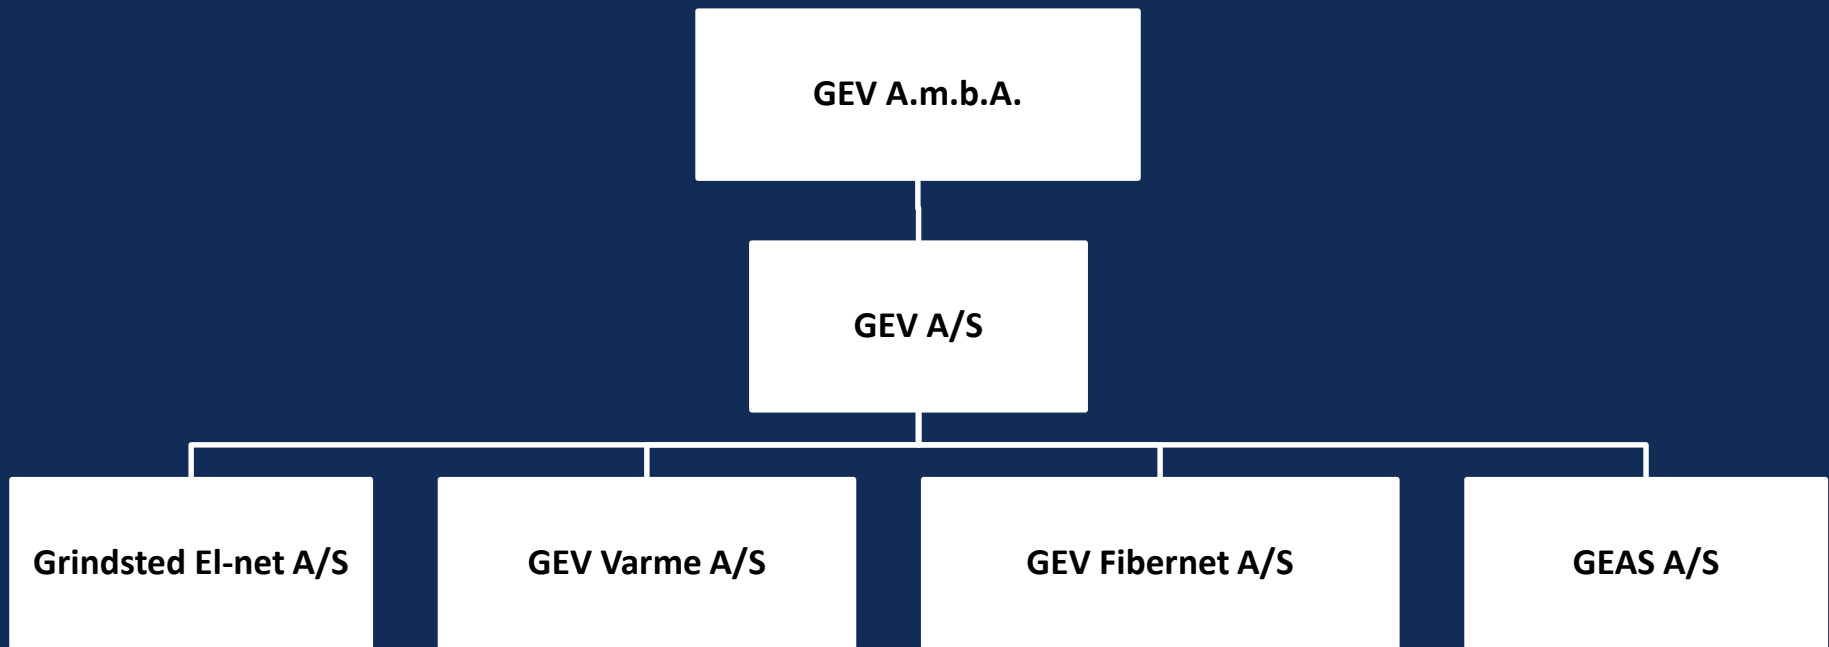 GEV A.m.b.A.
GEV A/S
Grindsted El-net A/S
GEV Varme A/S
GEV Fibernet A/S
GEAS A/S